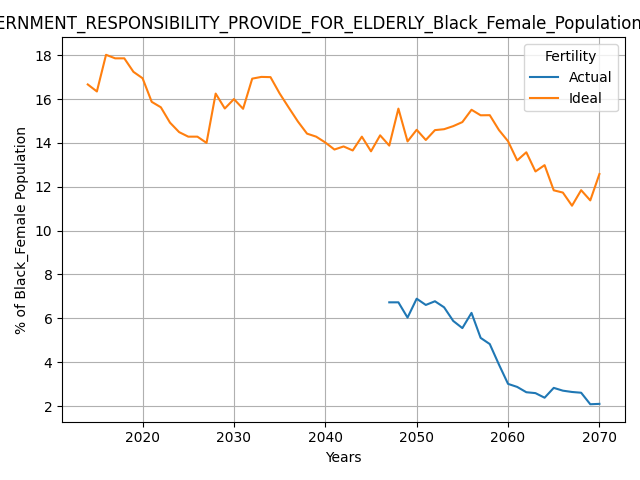 ERNMENT_RESPONSIBILITY_PROVIDE_FOR_ELDERLY_Black_Female_Population
Fertility
Actual
Ideal
% of Black_Female Population
18
16
14
12
10
8
6
4
2
2020 2030 2040 2050 2060 2070
Years